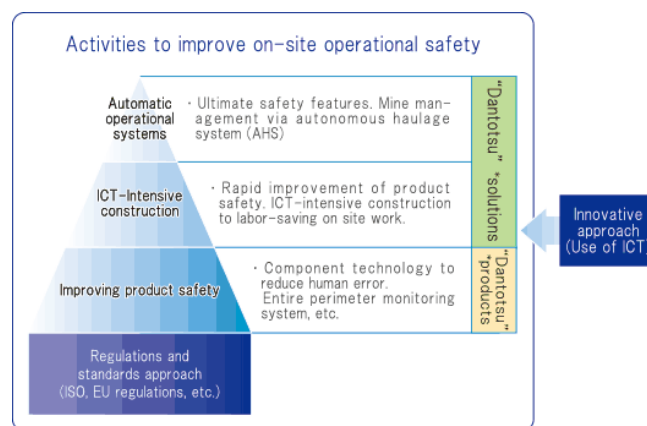 Activities to improve on-site operational safety
Automatic
operational
systems
· Ultimate safety features. Mine man-
agement via autonomous haulage
system (AHS)
ICT-Intensive
construction
· Rapid improvement of product
safety. ICT-intensive construction
to labor-saving on site work.
Improving product safety
· Component technology to
reduce human error.
Entire perimeter monitoring
system, etc.
Regulations and
standards approach
(ISO, EU regulations, etc.)
"Dantotsu" *solutions
"Dantotsu"
*products
Innovative
approach
(Use of ICT)